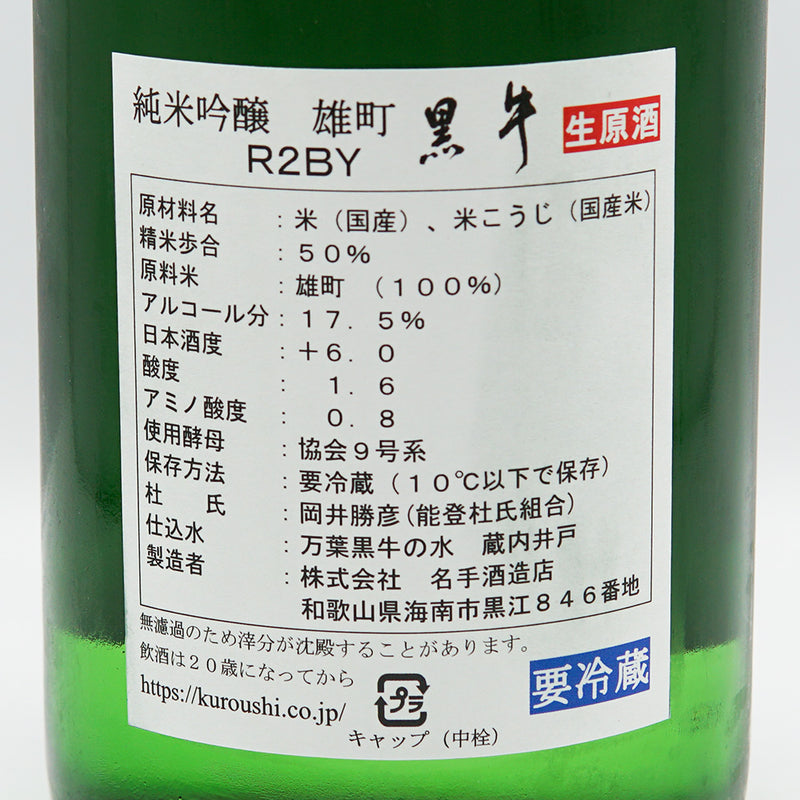 純米吟醸 雄町 黒牛 生原酒
R2BY
原材料名 : 米(国産)、米こうじ(国産米)
精米歩合 : 50%
原料米 : 雄町 (100%)
アルコール分 : 17.5%
日本酒度 : +6.0
酸度 : 1.6
アミノ酸度 : 0.8
使用酵母 : 協会9号系
保存方法 : 要冷蔵(10℃以下で保存)
杜氏 : 岡井勝彦(能登杜氏組合)
仕込水 : 万葉黒牛の水 蔵内井戸
製造者 : 株式会社 名手酒造店
和歌山県海南市黒江846番地
無濾過のため滓分が沈殿することがあります。
飲酒は20歳になってから
https://kuroushi.co.jp/
プラ
キャップ(中栓)
要冷蔵